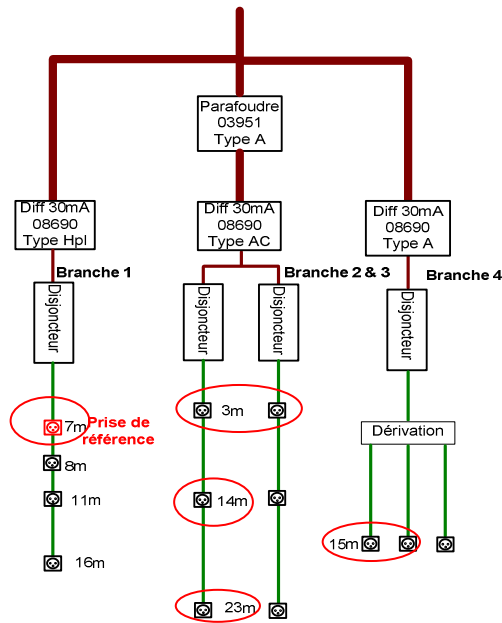 Parafoudre
03951
Type A
Diff 30mA
08690
Type Hpl
Diff 30mA
08690
Type AC
Diff 30mA
08690
Type A
Branche 1
Branche 2 & 3
Branche 4
Disjoncteur
Disjoncteur
Disjoncteur
Disjoncteur
7m
Prise de
référence
8m
11m
16m
3m
14m
23m
Dérivation
15m